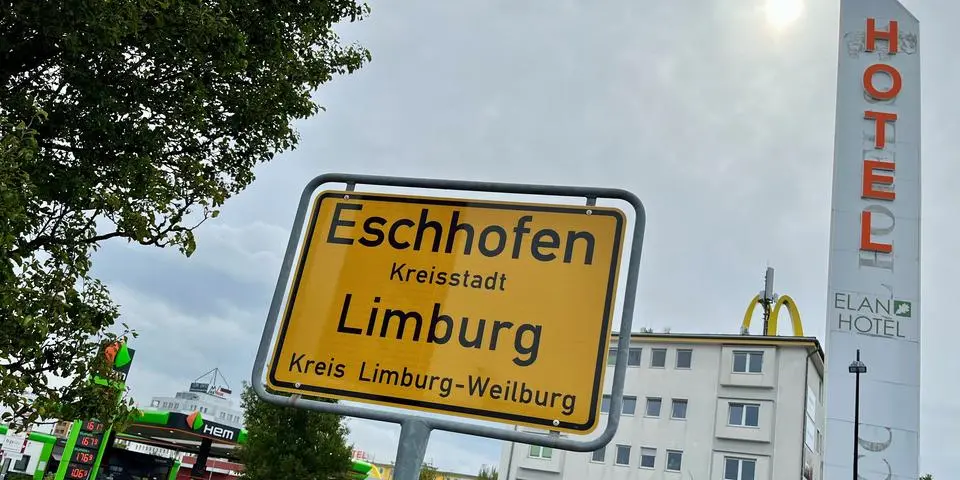 Eschhofen
Kreisstadt
Limburg
Kreis Limburg-Weilburg
HOTEL
ELAN
HOTEL
HEM